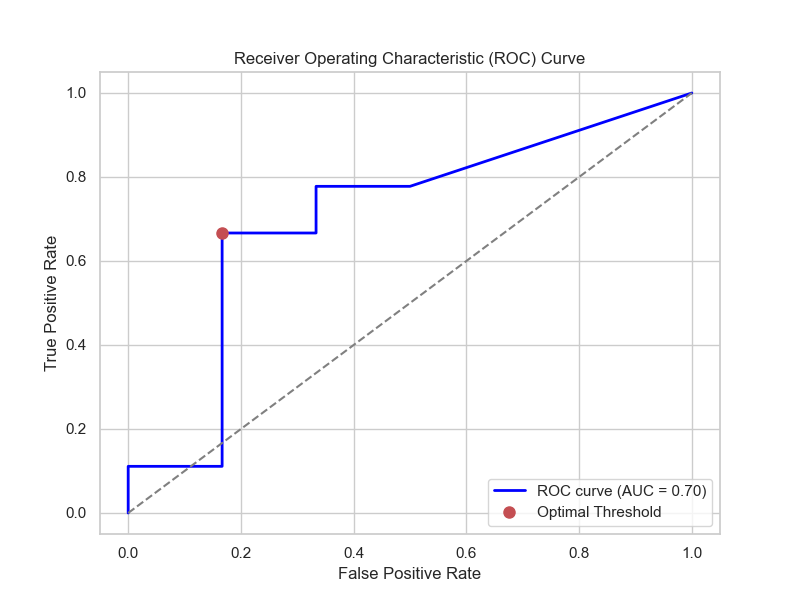 Receiver Operating Characteristic (ROC) Curve
True Positive Rate
1.0
0.8
0.6
0.4
0.2
0.0
ROC curve (AUC = 0.70)
Optimal Threshold
0.0 0.2 0.4 0.6 0.8 1.0
False Positive Rate